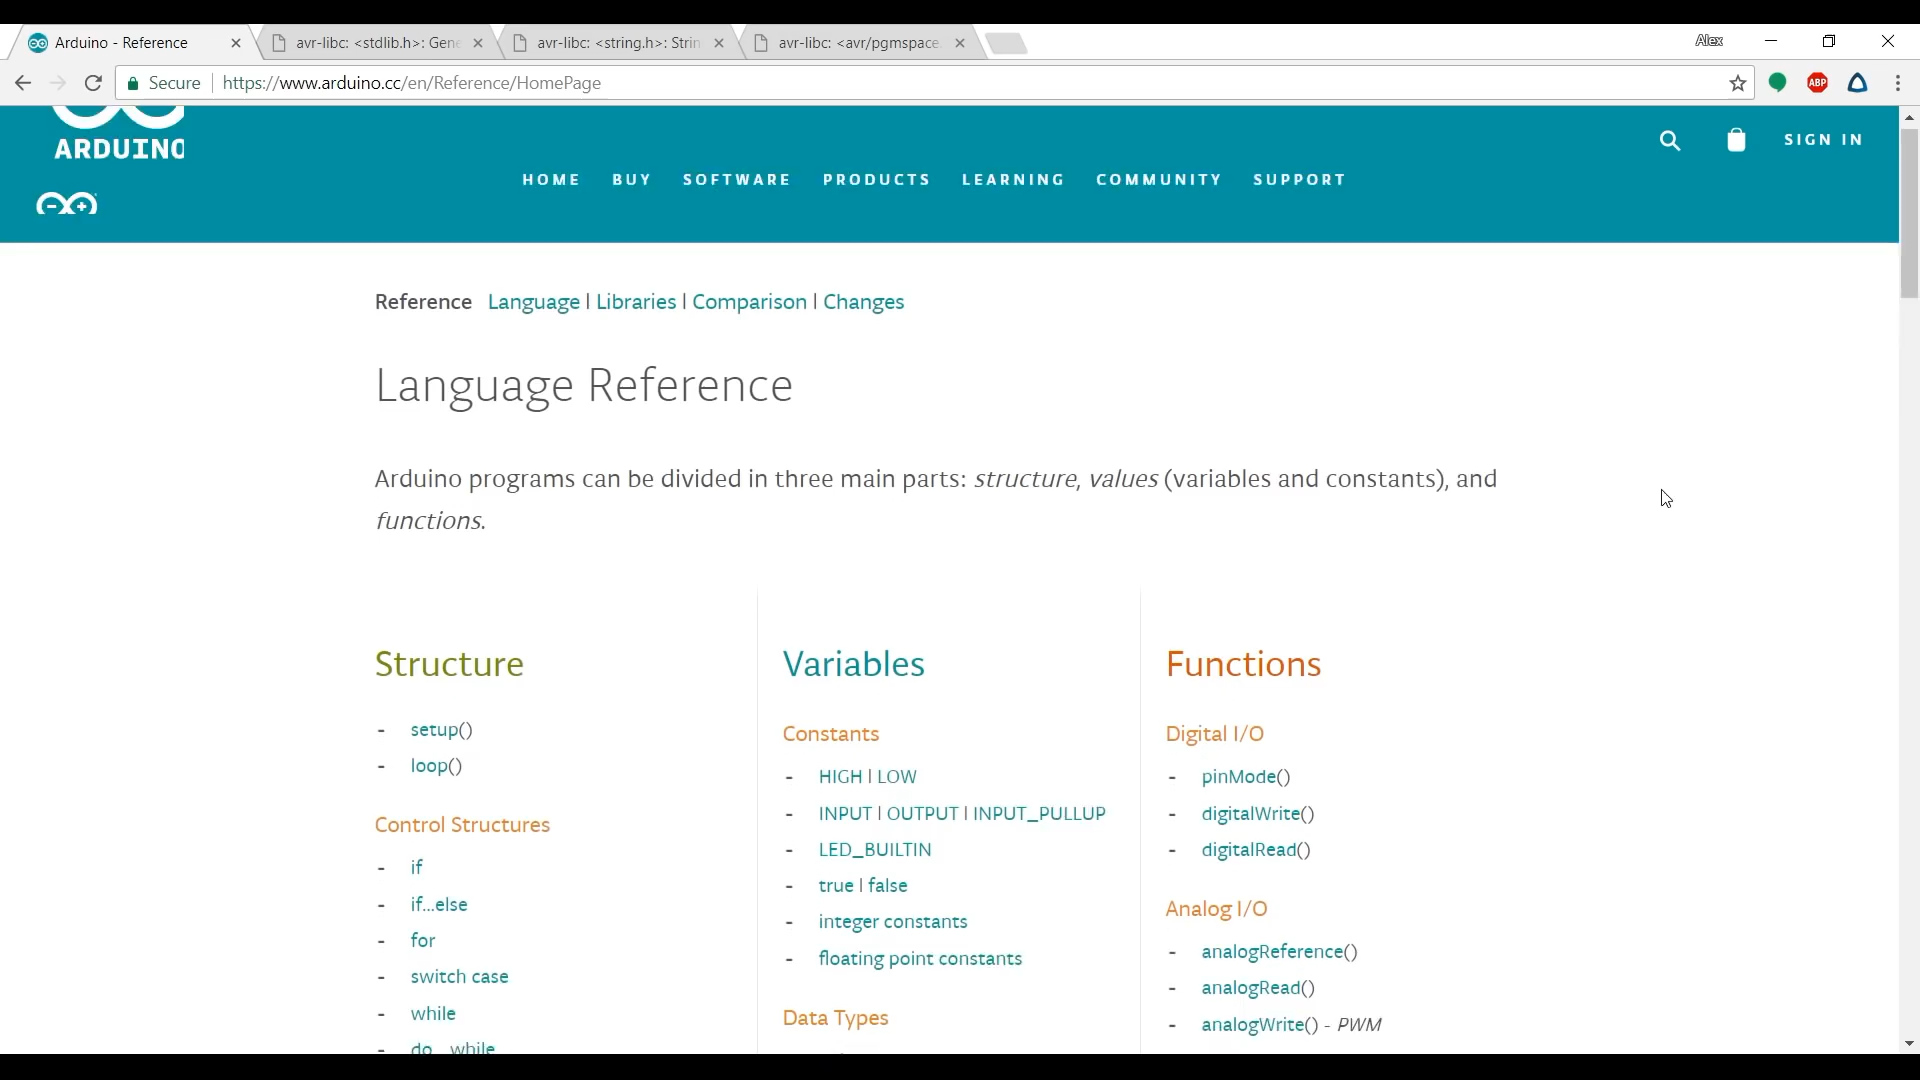 Arduino - Reference
avr-libc: <stdlib.h>: Gene
avr-libc: <string.h>: Strin
avr-libc: <avr/pgmspace.
Alex
Secure
https://www.arduino.cc/en/Reference/HomePage
ABP
ARDUINO
SIGN IN
HOME BUY SOFTWARE PRODUCTS LEARNING COMMUNITY SUPPORT
Reference Language | Libraries | Comparison | Changes
Language Reference
Arduino programs can be divided in three main parts: structure, values (variables and constants), and
functions.
Structure
- setup()
- loop()
Control Structures
- if
- if...else
- for
- switch case
- while
- do... while
Variables
Constants
- HIGH | LOW
- INPUT | OUTPUT | INPUT_PULLUP
- LED_BUILTIN
- true | false
- integer constants
- floating point constants
Data Types
Functions
Digital I/O
- pinMode()
- digitalWrite()
- digitalRead()
Analog I/O
- analogReference()
- analogRead()
- analogWrite() - PWM